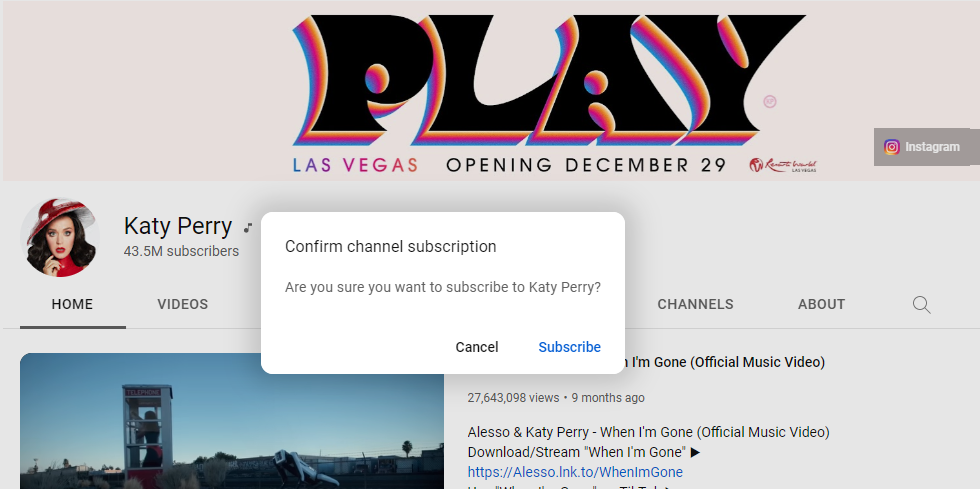 PLAY
Instagram
LAS VEGAS OPENING DECEMBER 29 Resorts World
LAS VEGAS
Katy Perry
43.5M subscribers
Confirm channel subscription
Are you sure you want to subscribe to Katy Perry?
Cancel Subscribe
HOME VIDEOS CHANNELS ABOUT
I'm Gone (Official Music Video)
27,643,098 views • 9 months ago
TELEPHONE
Alesso & Katy Perry - When I'm Gone (Official Music Video)
Download/Stream "When I'm Gone" ▶
https://Alesso.lnk.to/WhenImGone